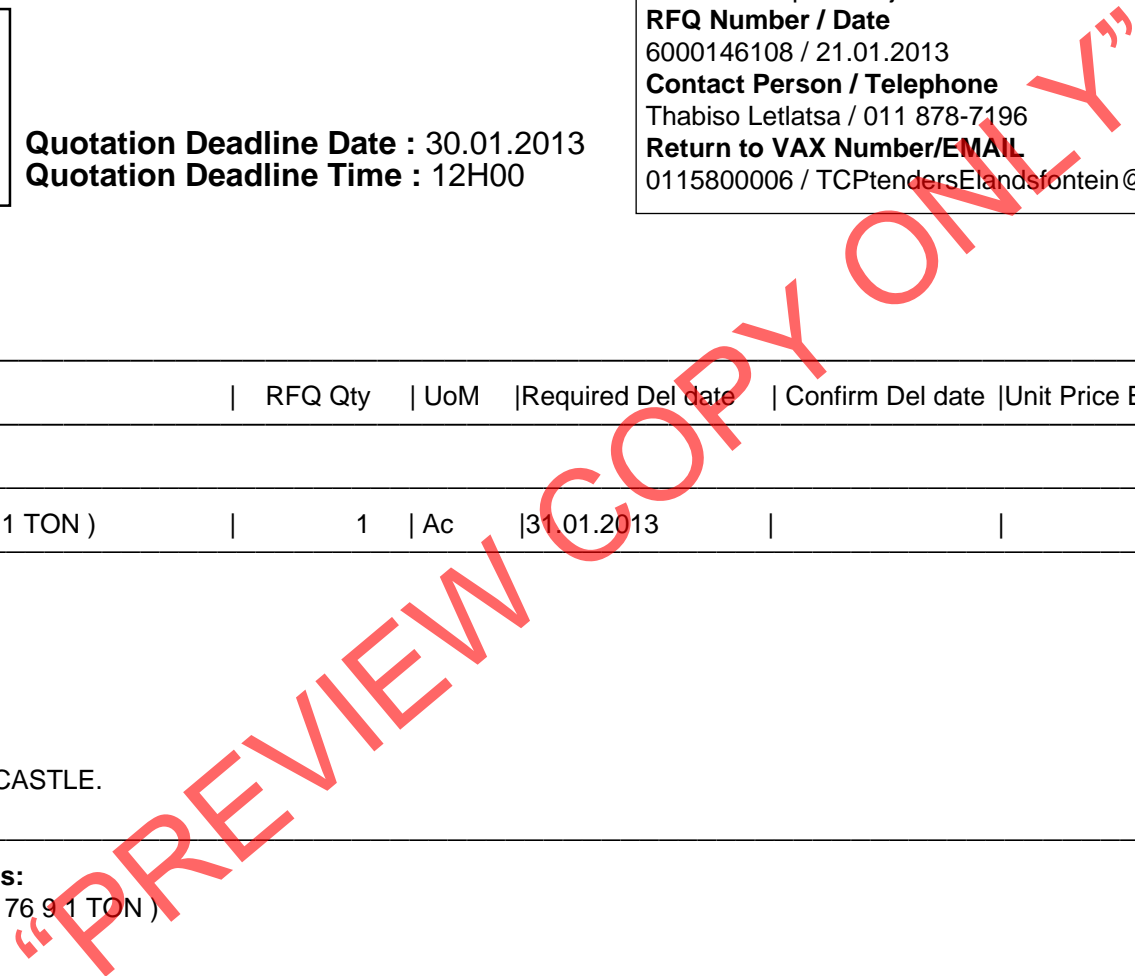 RFQ Number / Date
6000146108 / 21.01.2013
Contact Person / Telephone
Thabiso Letlatsa / 011 878-7196
Return to VAX Number/EMAIL
0115800006 / TCPtendersElandsfontein@
Quotation Deadline Date : 30.01.2013
Quotation Deadline Time : 12H00
| RFQ Qty | UoM |Required Del date | Confirm Del date |Unit Price E
1 TON ) | 1 | Ac |31.01.2013 | |
CASTLE.
s:
76 9 1 TON )
“PREVIEW COPY ONLY”